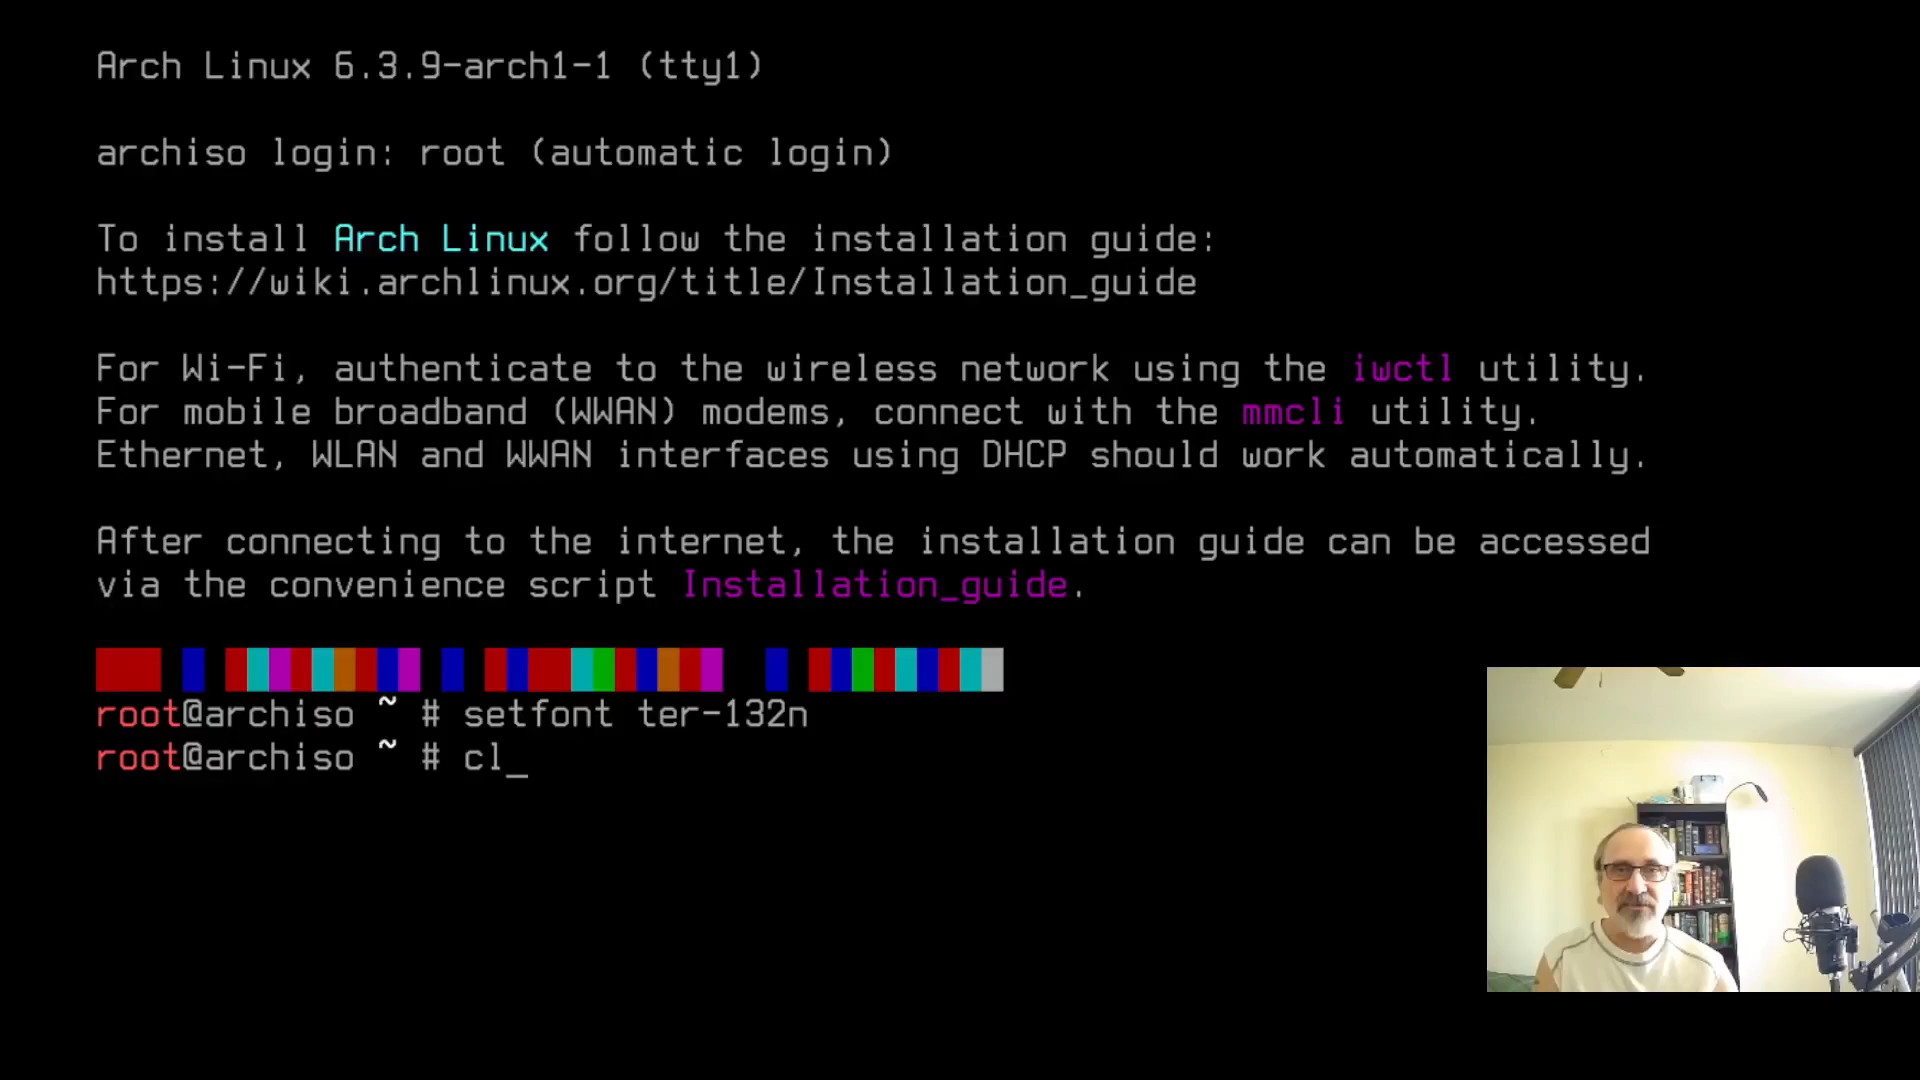 Arch Linux 6.3.9-arch1-1 (tty1)
archiso login: root (automatic login)
To install Arch Linux follow the installation guide:
https://wiki.archlinux.org/title/Installation_guide
For Wi-Fi, authenticate to the wireless network using the iwctl utility.
For mobile broadband (WWAN) modems, connect with the mmcli utility.
Ethernet, WLAN and WWAN interfaces using DHCP should work automatically.
After connecting to the internet, the installation guide can be accessed
via the convenience script Installation_guide.
root@archiso ~ # setfont ter-132n
root@archiso ~ # cl_